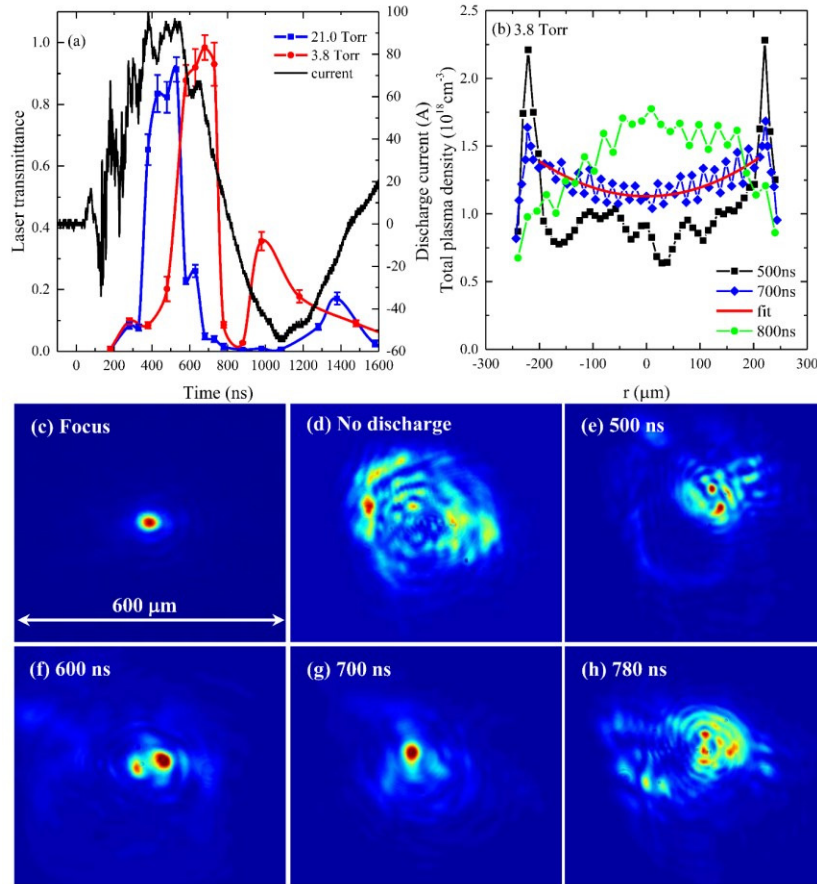 (a)
21.0 Torr
3.8 Torr
current
Laser transmittance
1.0
0.8
0.6
0.4
0.2
0.0
Discharge current (A)
100
80
60
40
20
0
-20
-40
-60
0 200 400 600 800 1000 1200 1400 1600
Time (ns)
(b) 3.8 Torr
Total plasma density (10¹⁸cm⁻³)
2.5
2.0
1.5
1.0
0.5
0.0
500ns
700ns
fit
800ns
-300 -200 -100 0 100 200 300
r (μm)
(c) Focus
600 μm
(d) No discharge
(e) 500 ns
(f) 600 ns
(g) 700 ns
(h) 780 ns